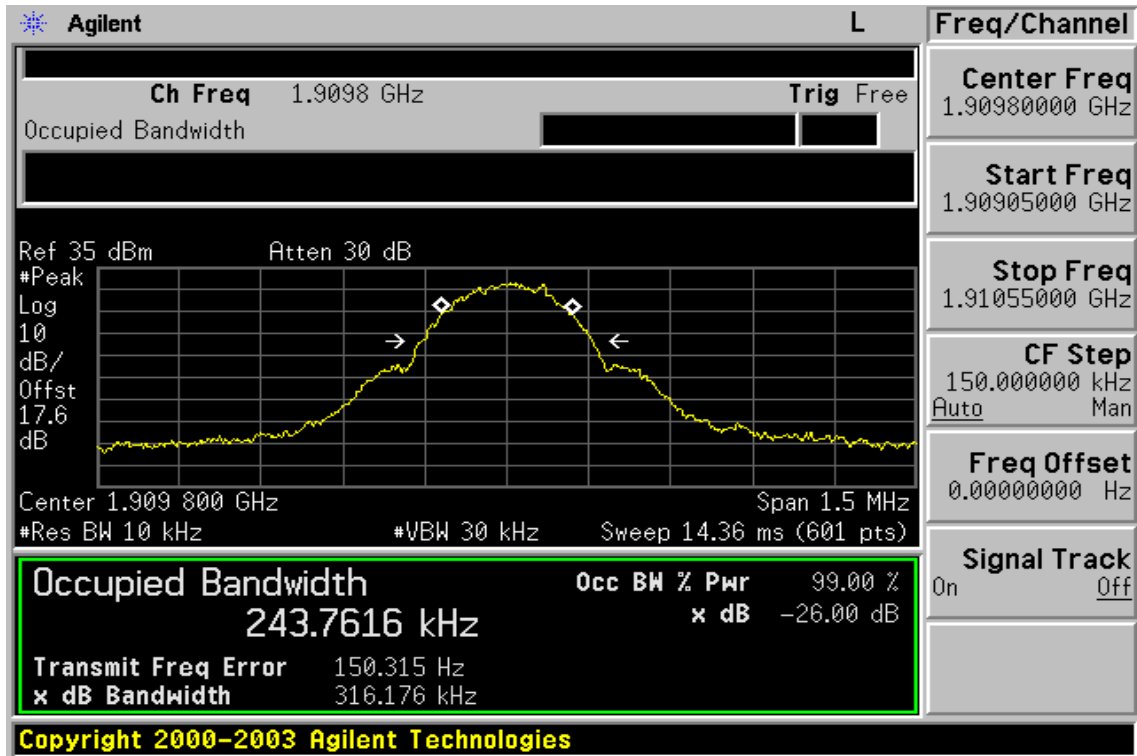 Agilent L
Ch Freq 1.9098 GHz Trig Free
Occupied Bandwidth
Ref 35 dBm Atten 30 dB
#Peak
Log
10
dB/
Offst
17.6
dB
Center 1.909 800 GHz Span 1.5 MHz
#Res BW 10 kHz #VBW 30 kHz Sweep 14.36 ms (601 pts)
Occupied Bandwidth Occ BW % Pwr 99.00 %
243.7616 kHz x dB -26.00 dB
Transmit Freq Error 150.315 Hz
x dB Bandwidth 316.176 kHz
Copyright 2000-2003 Agilent Technologies
Freq/Channel
Center Freq
1.90980000 GHz
Start Freq
1.90905000 GHz
Stop Freq
1.91055000 GHz
CF Step
150.000000 kHz
Auto Man
Freq Offset
0.00000000 Hz
Signal Track
On Off